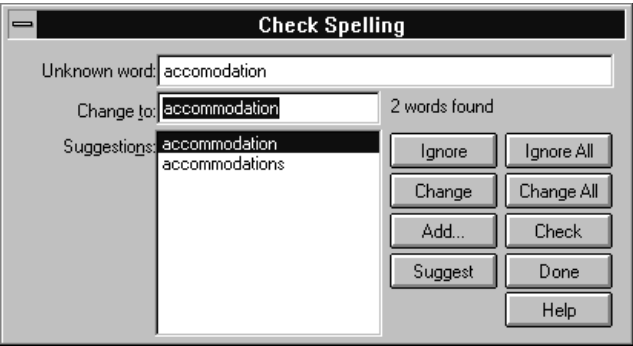 Check Spelling
Unknown word: accomodation
Change to: accommodation
2 words found
Suggestions: accommodation
accommodations
Ignore
Ignore All
Change
Change All
Add...
Check
Suggest
Done
Help